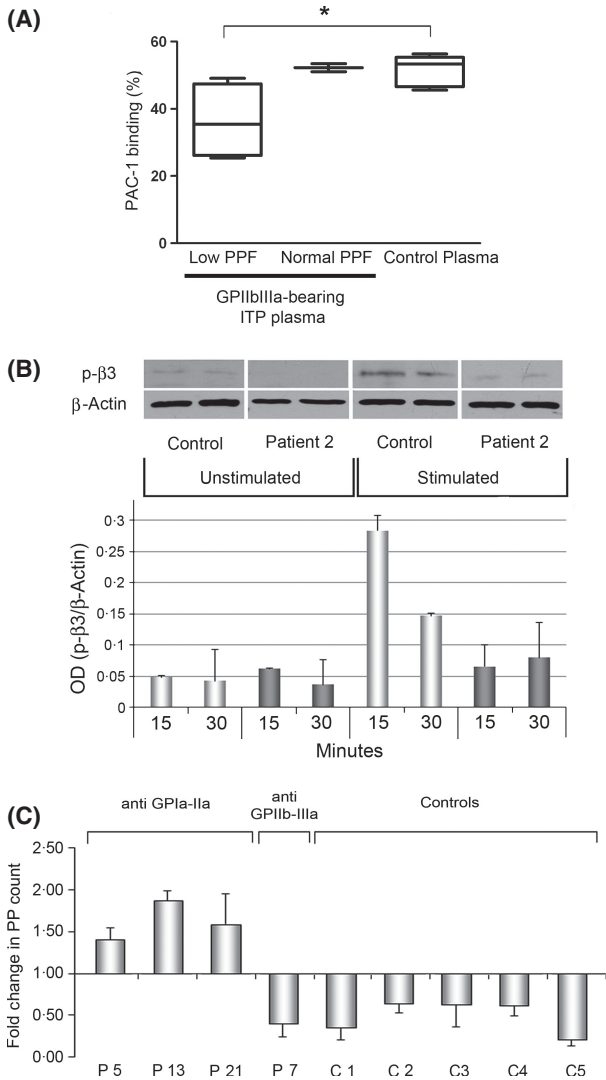 (A)
*
60
40
20
0
PAC-1 binding (%)
Low PPF Normal PPF Control Plasma
GPIIbIIIa-bearing
ITP plasma
(B)
p-β3
β-Actin
Control Patient 2 Control Patient 2
Unstimulated Stimulated
0·3
0·25
0·2
0·15
0·1
0·05
0
OD (p-β3/β-Actin)
15 30 15 30 15 30 15 30
Minutes
(C)
anti GPIa-IIa
anti
GPIIb-IIIa
Controls
2·50
2·00
1·50
1·00
0·50
0·00
Fold change in PP count
P 5 P 13 P 21 P 7 C 1 C 2 C3 C4 C5